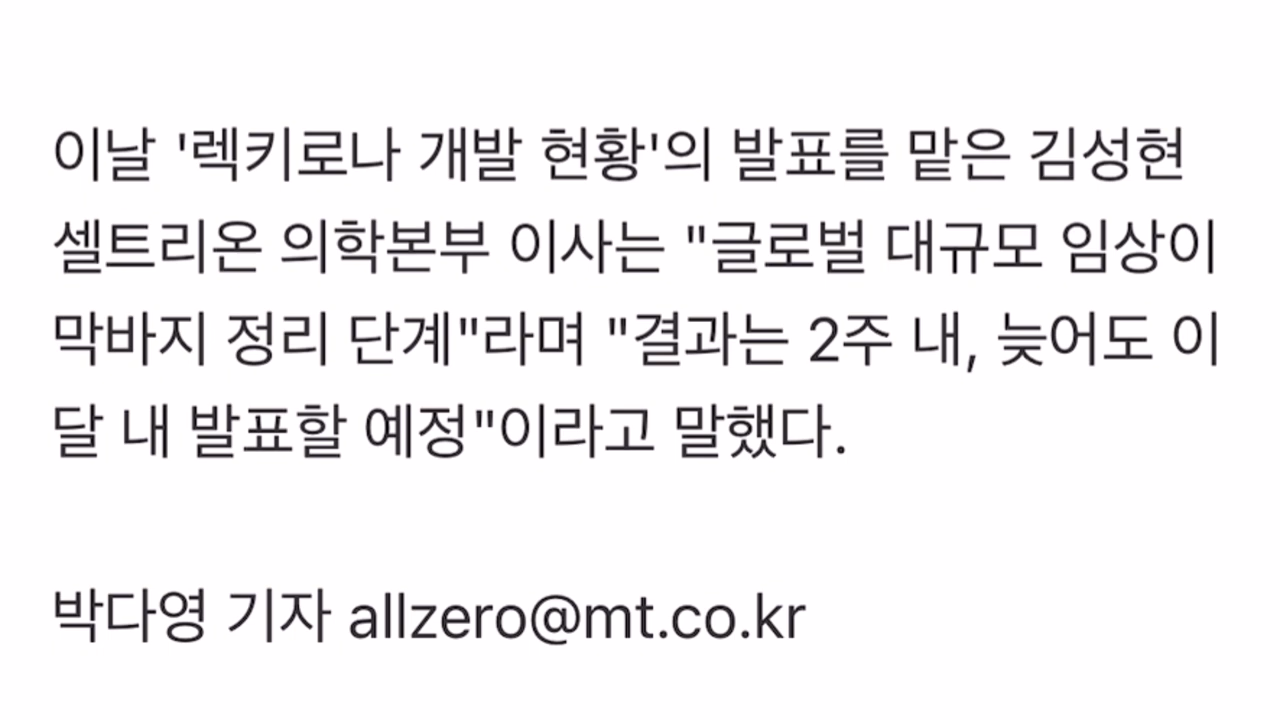 이날 '렉키로나 개발 현황'의 발표를 맡은 김성현
셀트리온 의학본부 이사는 "글로벌 대규모 임상이
막바지 정리 단계"라며 "결과는 2주 내, 늦어도 이
달 내 발표할 예정"이라고 말했다.
박다영 기자 allzero@mt.co.kr